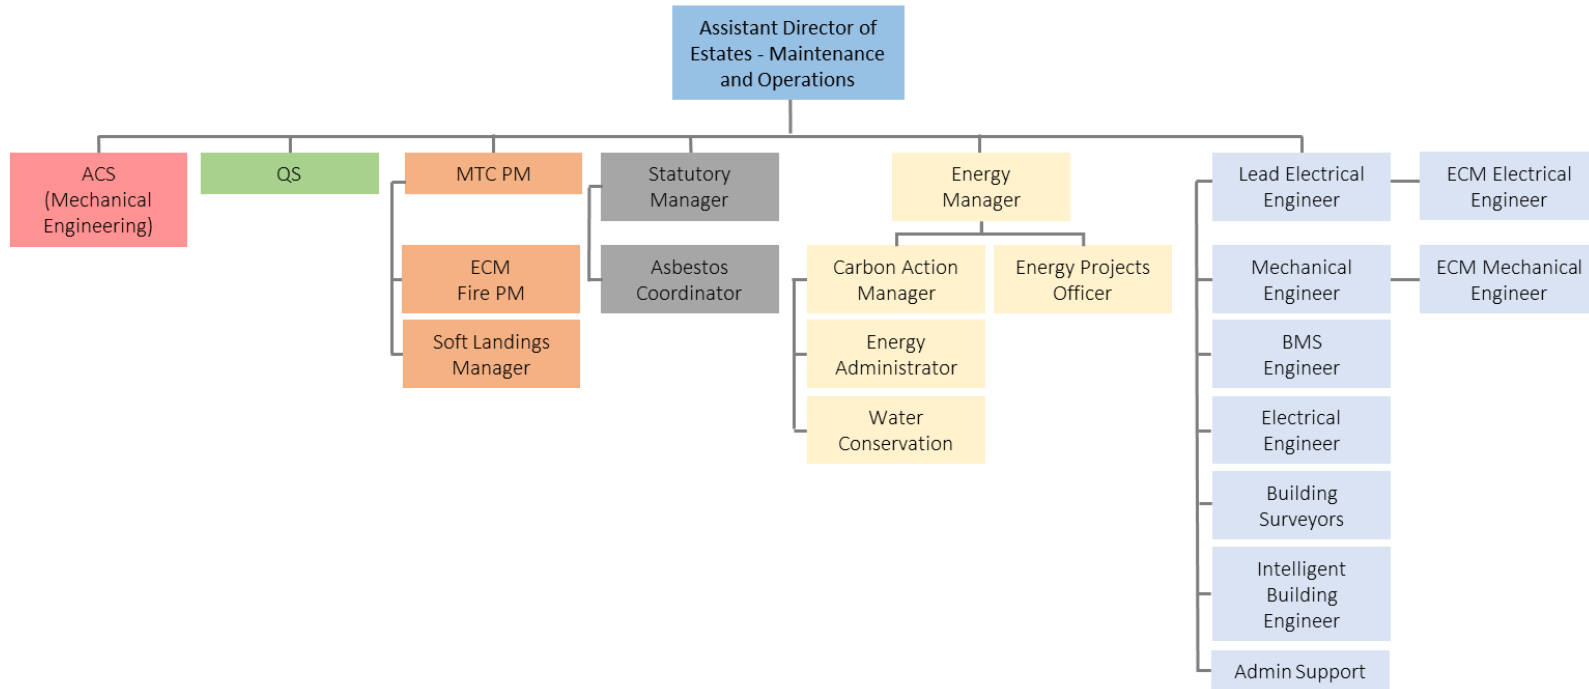 Assistant Director of
Estates - Maintenance
and Operations
ACS
(Mechanical
Engineering)
QS
MTC PM
ECM
Fire PM
Soft Landings
Manager
Statutory
Manager
Asbestos
Coordinator
Energy
Manager
Carbon Action
Manager
Energy Projects
Officer
Energy
Administrator
Water
Conservation
Lead Electrical
Engineer
ECM Electrical
Engineer
Mechanical
Engineer
ECM Mechanical
Engineer
BMS
Engineer
Electrical
Engineer
Building
Surveyors
Intelligent
Building
Engineer
Admin Support